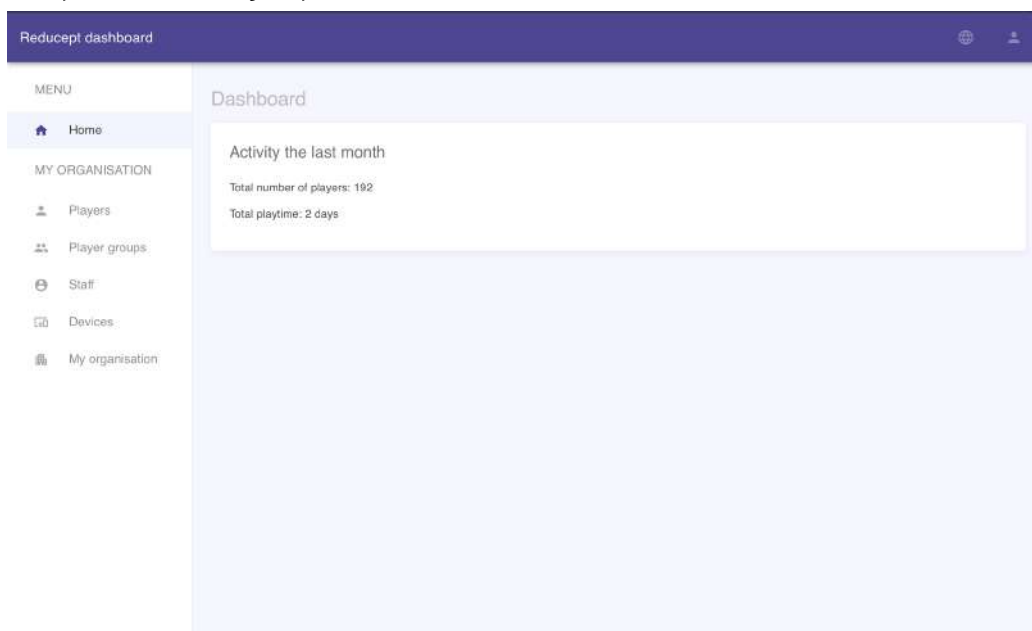 Reducept dashboard
MENU
Home
MY ORGANISATION
Players
Player groups
Staff
Devices
My organisation
Dashboard
Activity the last month
Total number of players: 192
Total playtime: 2 days